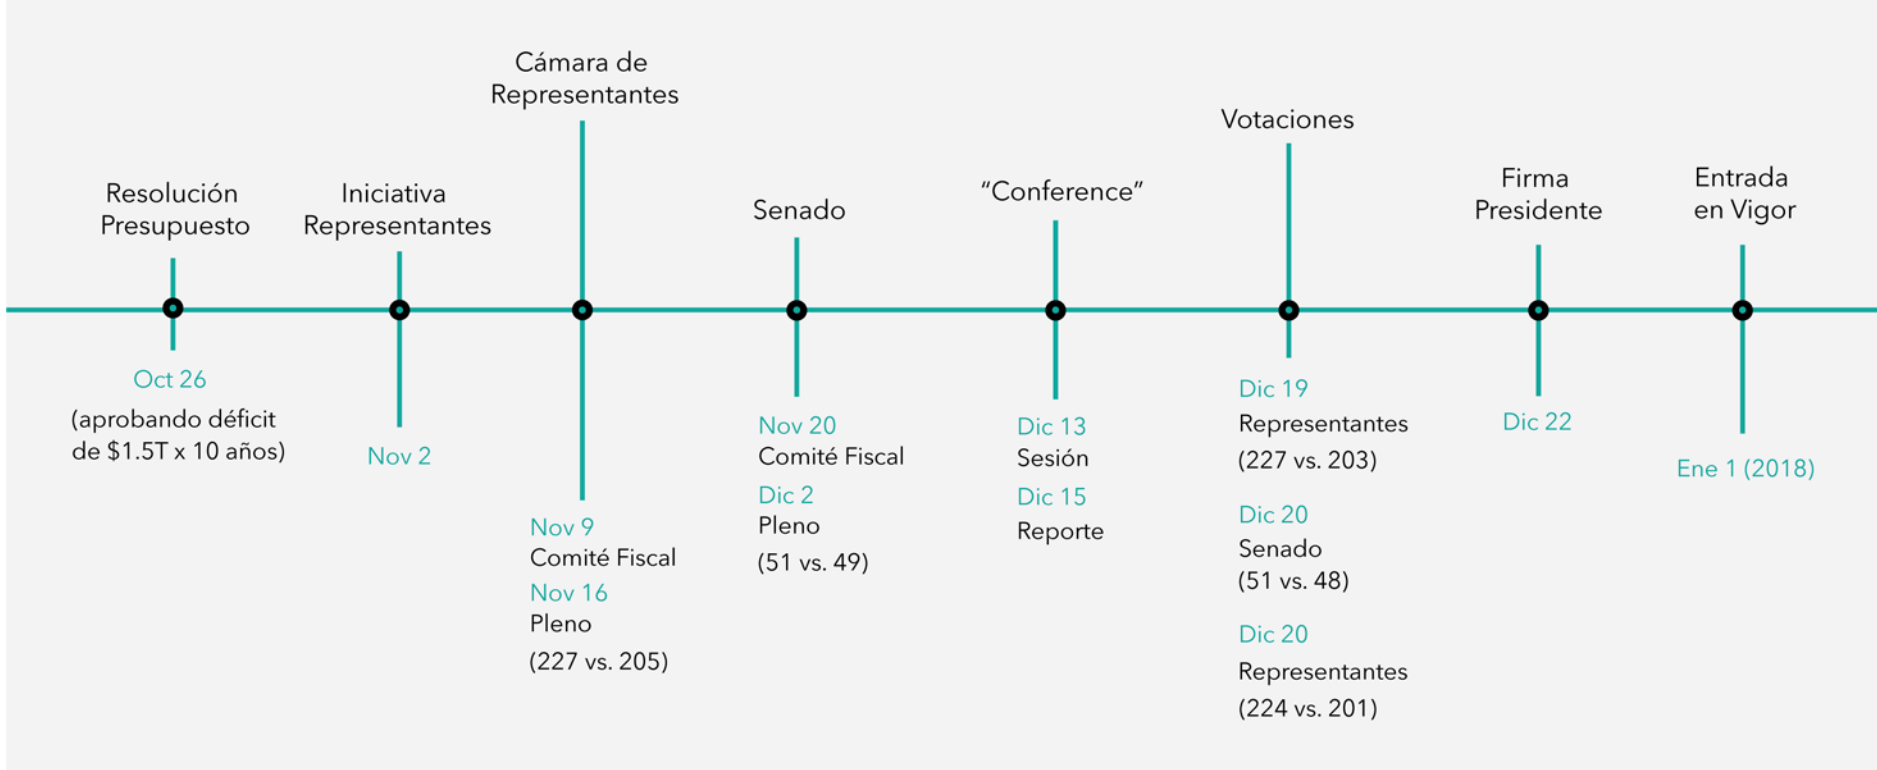 Resolución
Presupuesto
Oct 26
(aprobando déficit
de $1.5T x 10 años)
Iniciativa
Representantes
Nov 2
Cámara de
Representantes
Nov 9
Comité Fiscal
Nov 16
Pleno
(227 vs. 205)
Senado
Nov 20
Comité Fiscal
Dic 2
Pleno
(51 vs. 49)
“Conference”
Dic 13
Sesión
Dic 15
Reporte
Votaciones
Dic 19
Representantes
(227 vs. 203)
Dic 20
Senado
(51 vs. 48)
Dic 20
Representantes
(224 vs. 201)
Firma
Presidente
Dic 22
Entrada
en Vigor
Ene 1 (2018)